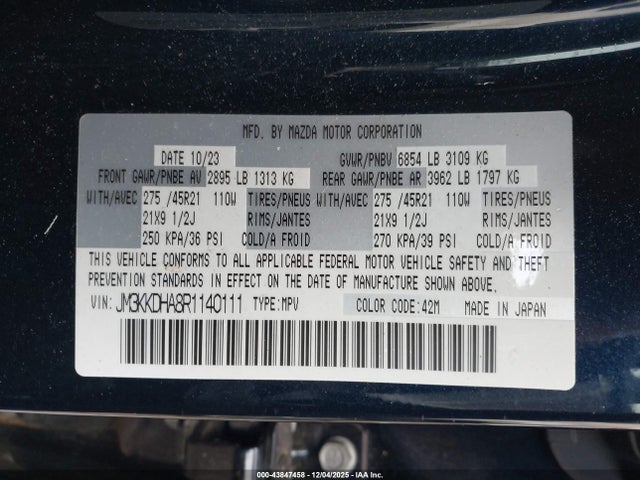 MFD. BY MAZDA MOTOR CORPORATION
DATE 10/23 GVWR/PNBV 6854 LB 3109 KG
FRONT GAWR/PNBE AV 2895 LB 1313 KG REAR GAWR/PNBE AR 3962 LB 1797 KG
WITH/AVEC 275 /45R21 110W TIRES/PNEUS WITH/AVEC 275 /45R21 110W TIRES/PNEUS
21X9 1/2J RIMS/JANTES 21X9 1/2J RIMS/JANTES
250 KPA/36 PSI COLD/A FROID 270 KPA/39 PSI COLD/A FROID
THIS VEHICLE CONFORMS TO ALL APPLICABLE FEDERAL MOTOR VEHICLE SAFETY AND THEFT
PREVENTION STANDARDS IN EFFECT ON THE DATE OF MANUFACTURE SHOWN ABOVE.
VIN: JM3KKDHA8R1140111 TYPE:MPV COLOR CODE:42M MADE IN JAPAN
000-43847458 - 12/04/2025 - IAA Inc.